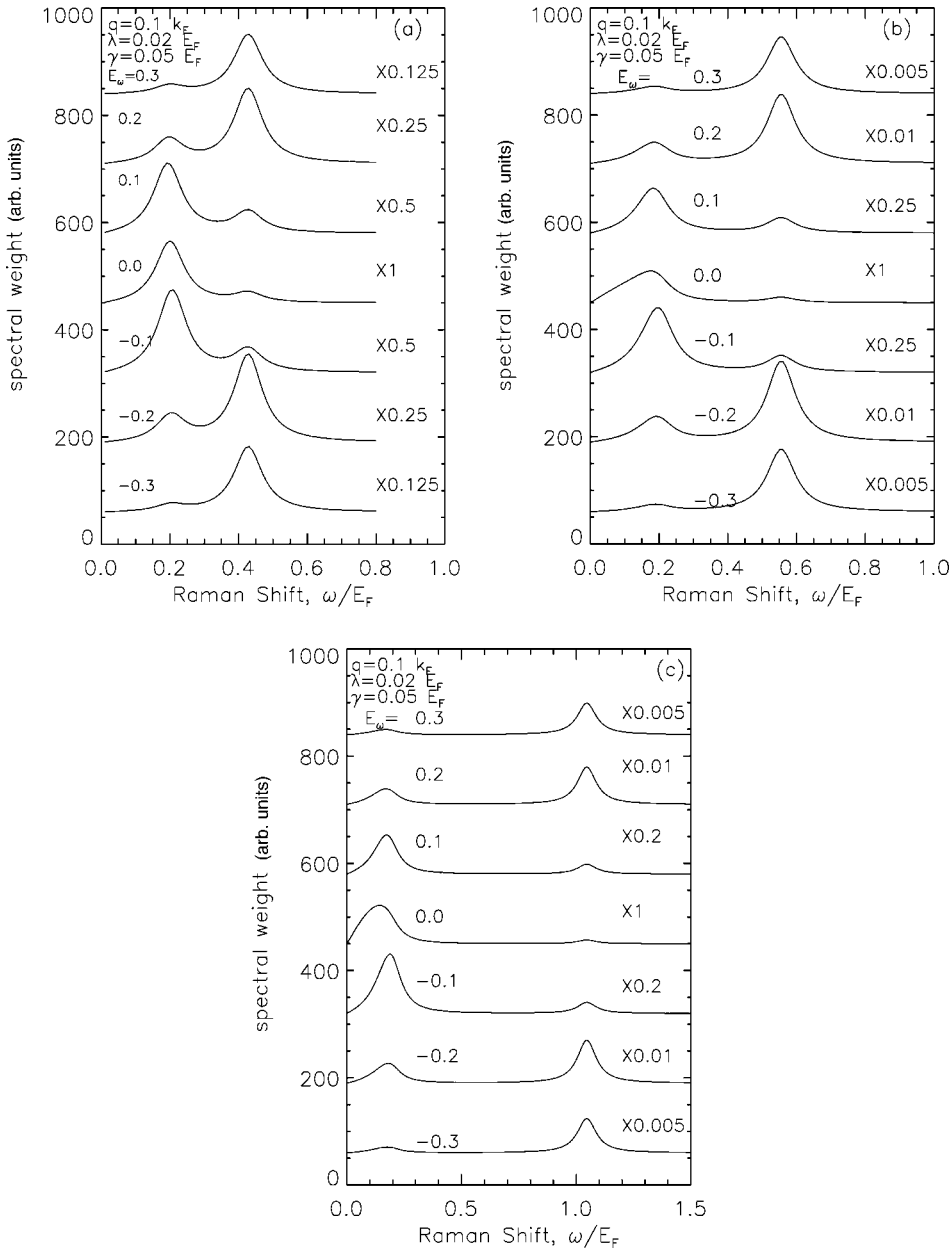 (a)
q=0.1 k_F
λ=0.02 E_F
γ=0.05 E_F
E_ω=0.3
X0.125
0.2
X0.25
0.1
X0.5
0.0
X1
−0.1
X0.5
−0.2
X0.25
−0.3
X0.125
1000
800
600
400
200
0
spectral weight (arb. units)
0.0 0.2 0.4 0.6 0.8 1.0
Raman Shift, ω/E_F
(b)
q=0.1 k_F
λ=0.02 E_F
γ=0.05 E_F
E_ω= 0.3
X0.005
0.2
X0.01
0.1
X0.25
0.0
X1
−0.1
X0.25
−0.2
X0.01
−0.3
X0.005
1000
800
600
400
200
0
spectral weight (arb. units)
0.0 0.2 0.4 0.6 0.8 1.0
Raman Shift, ω/E_F
(c)
q=0.1 k_F
λ=0.02 E_F
γ=0.05 E_F
E_ω= 0.3
X0.005
0.2
X0.01
0.1
X0.2
0.0
X1
−0.1
X0.2
−0.2
X0.01
−0.3
X0.005
1000
800
600
400
200
0
spectral weight (arb. units)
0.0 0.5 1.0 1.5
Raman Shift, ω/E_F